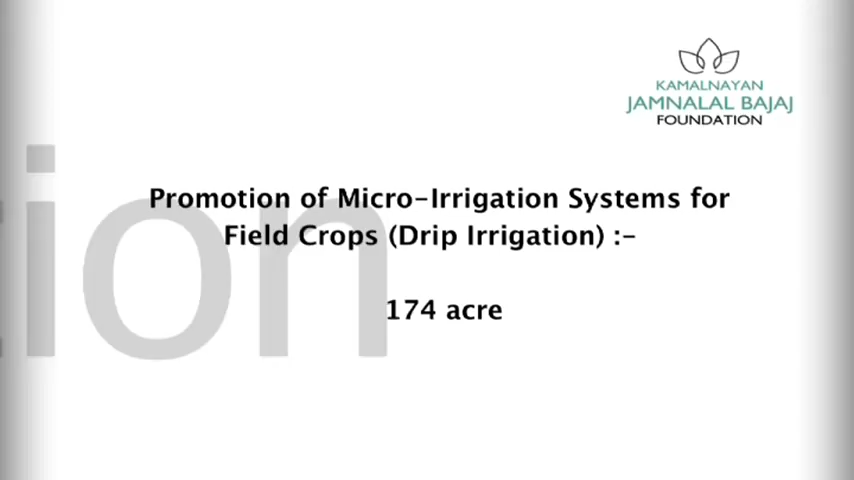 KAMALNAYAN
JAMNALAL BAJAJ
FOUNDATION
Promotion of Micro-Irrigation Systems for
Field Crops (Drip Irrigation) :-
174 acre
ion